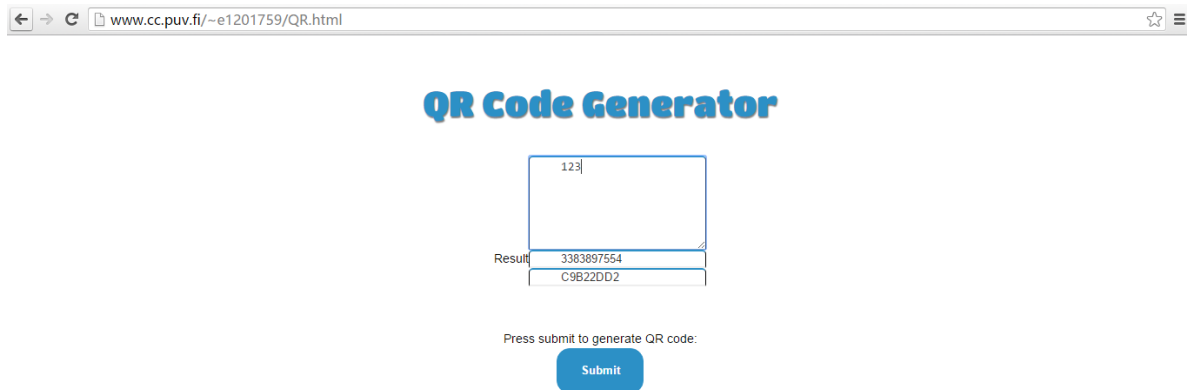 www.cc.puv.fi/~e1201759/QR.html
QR Code Generator
123
Result 3383897554
C9B22DD2
Press submit to generate QR code:
Submit